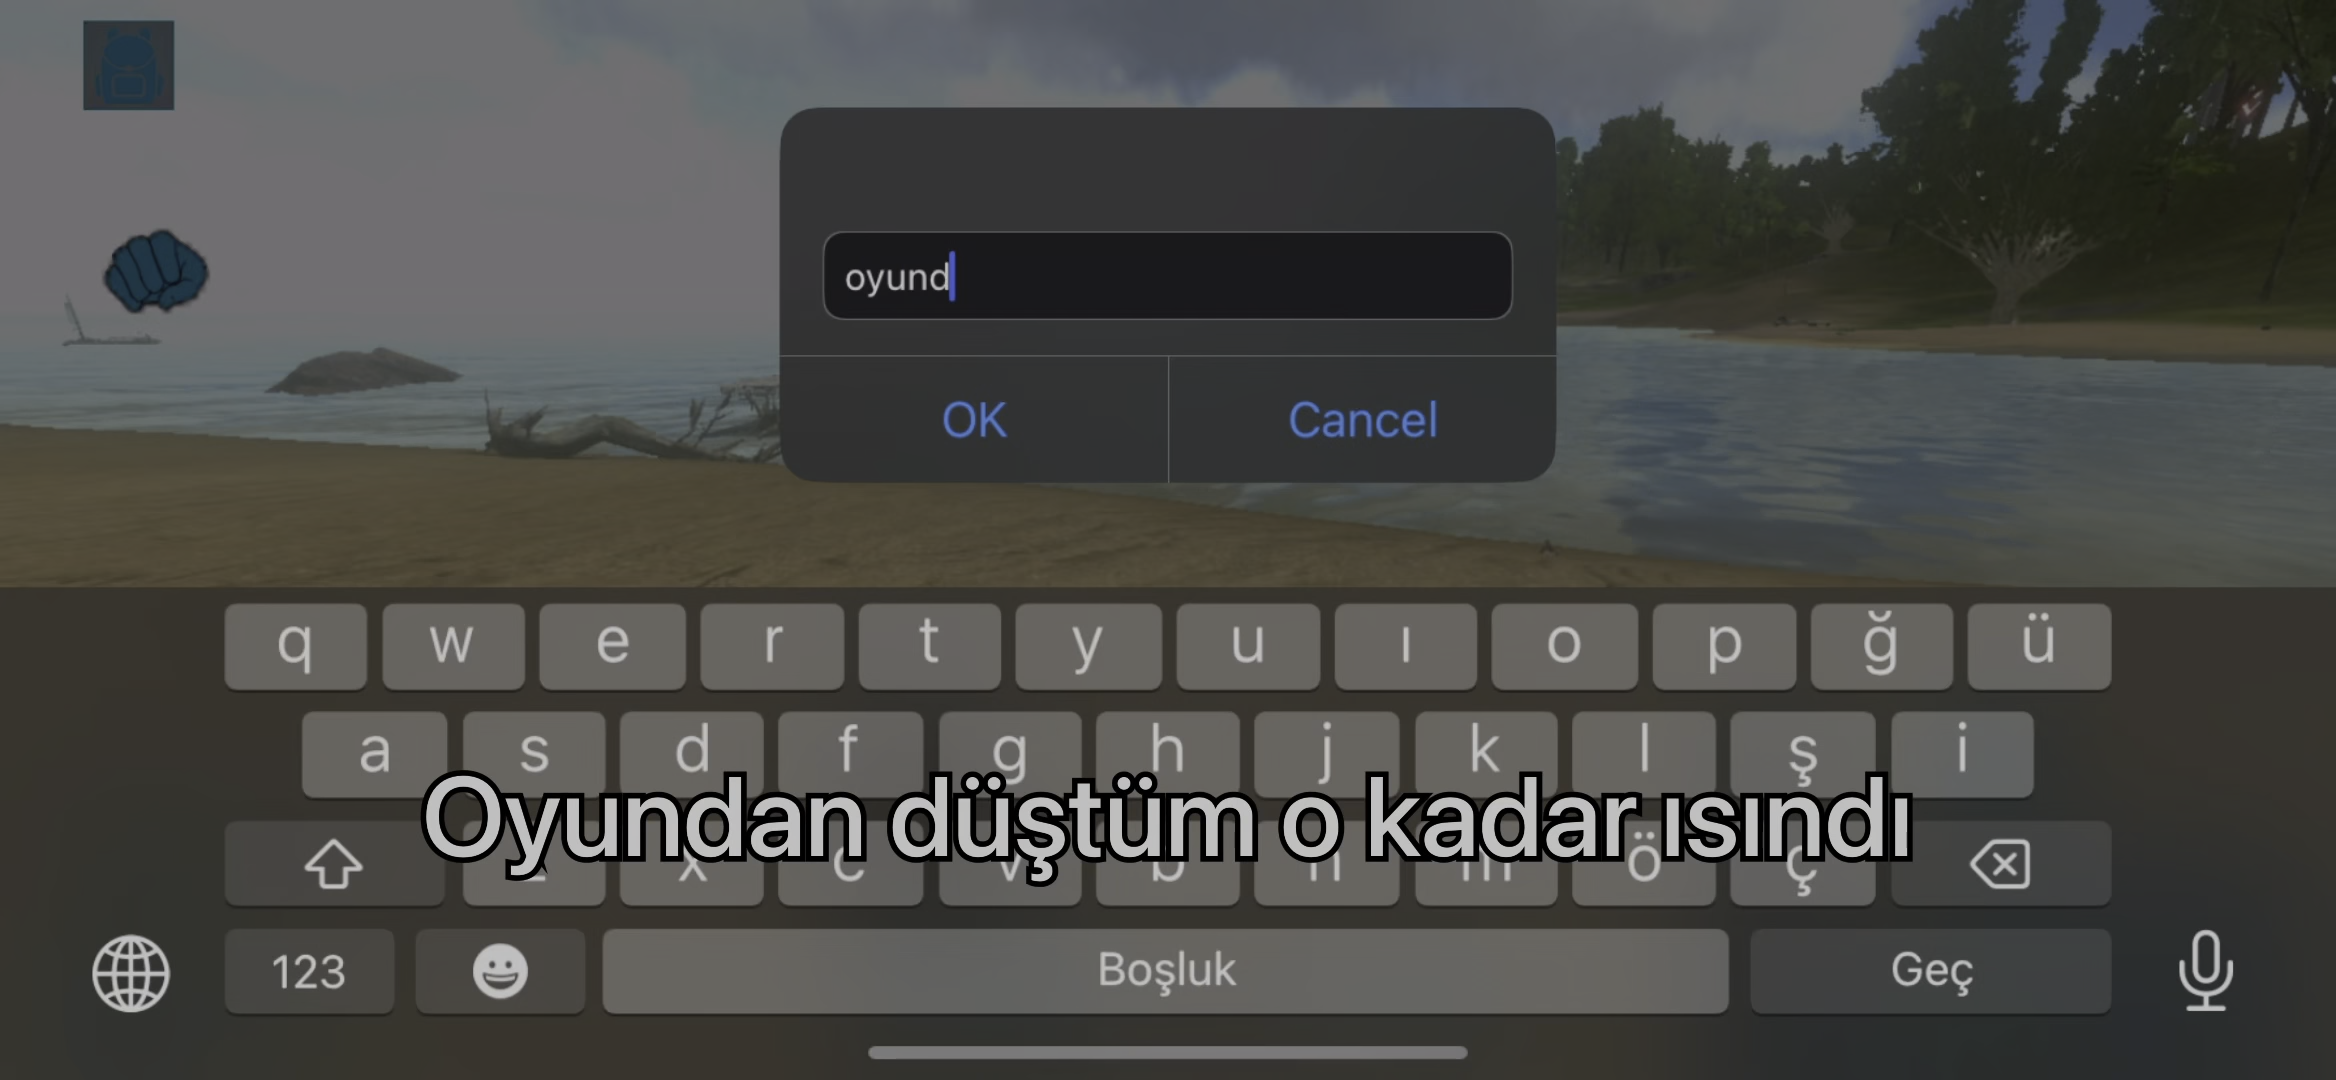 oyund
OK Cancel
q w e r t y u ı o p ğ ü
a s d f g h j k l ş i
Oyundan düştüm o kadar ısındı
z x c v b n m ö ç
123 Boşluk Geç